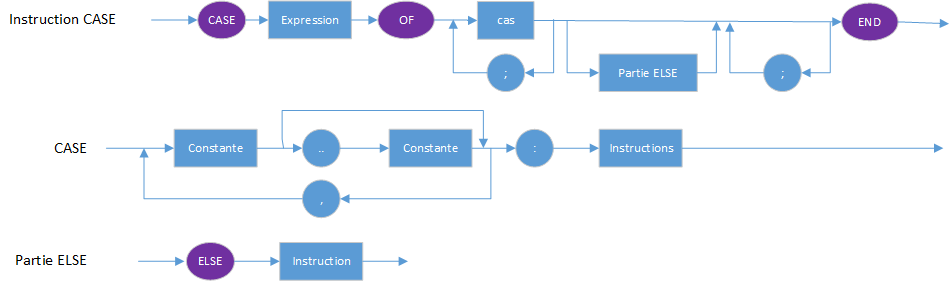 Instruction CASE CASE Expression OF cas END
; Partie ELSE ;
CASE Constante .. Constante : Instructions
,
Partie ELSE ELSE Instruction